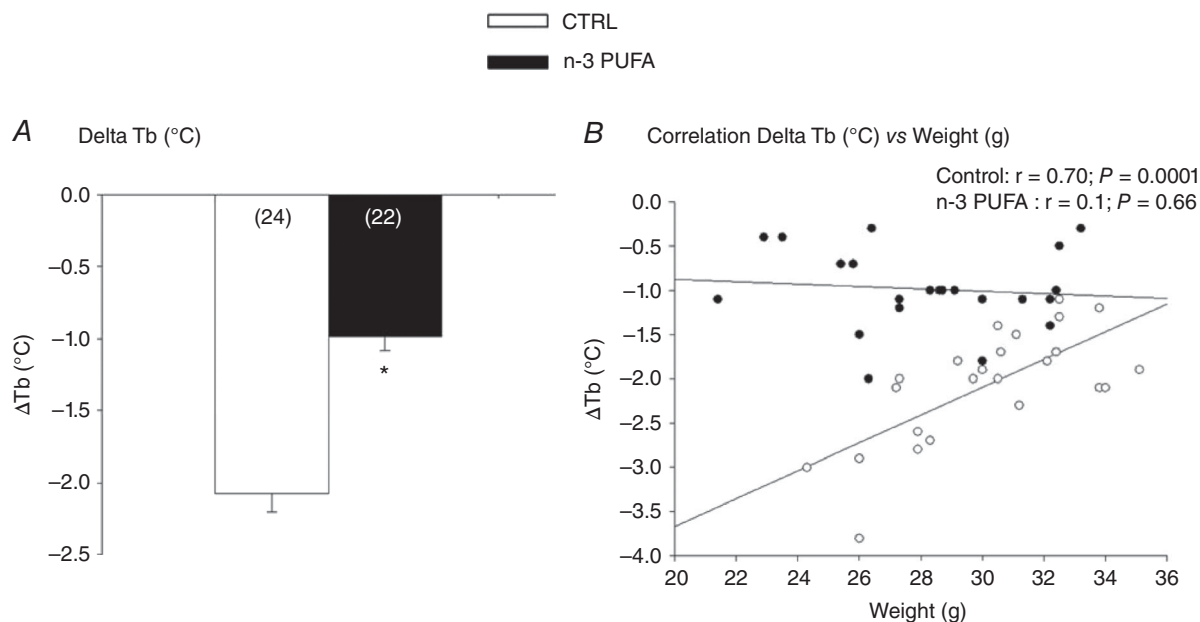 CTRL
n-3 PUFA
A Delta Tb (°C)
0.0
−0.5
−1.0
−1.5
−2.0
−2.5
ΔTb (°C)
(24)
(22)
*
B Correlation Delta Tb (°C) vs Weight (g)
Control: r = 0.70; P = 0.0001
n-3 PUFA : r = 0.1; P = 0.66
0.0
−0.5
−1.0
−1.5
−2.0
−2.5
−3.0
−3.5
−4.0
ΔTb (°C)
20 22 24 26 28 30 32 34 36
Weight (g)